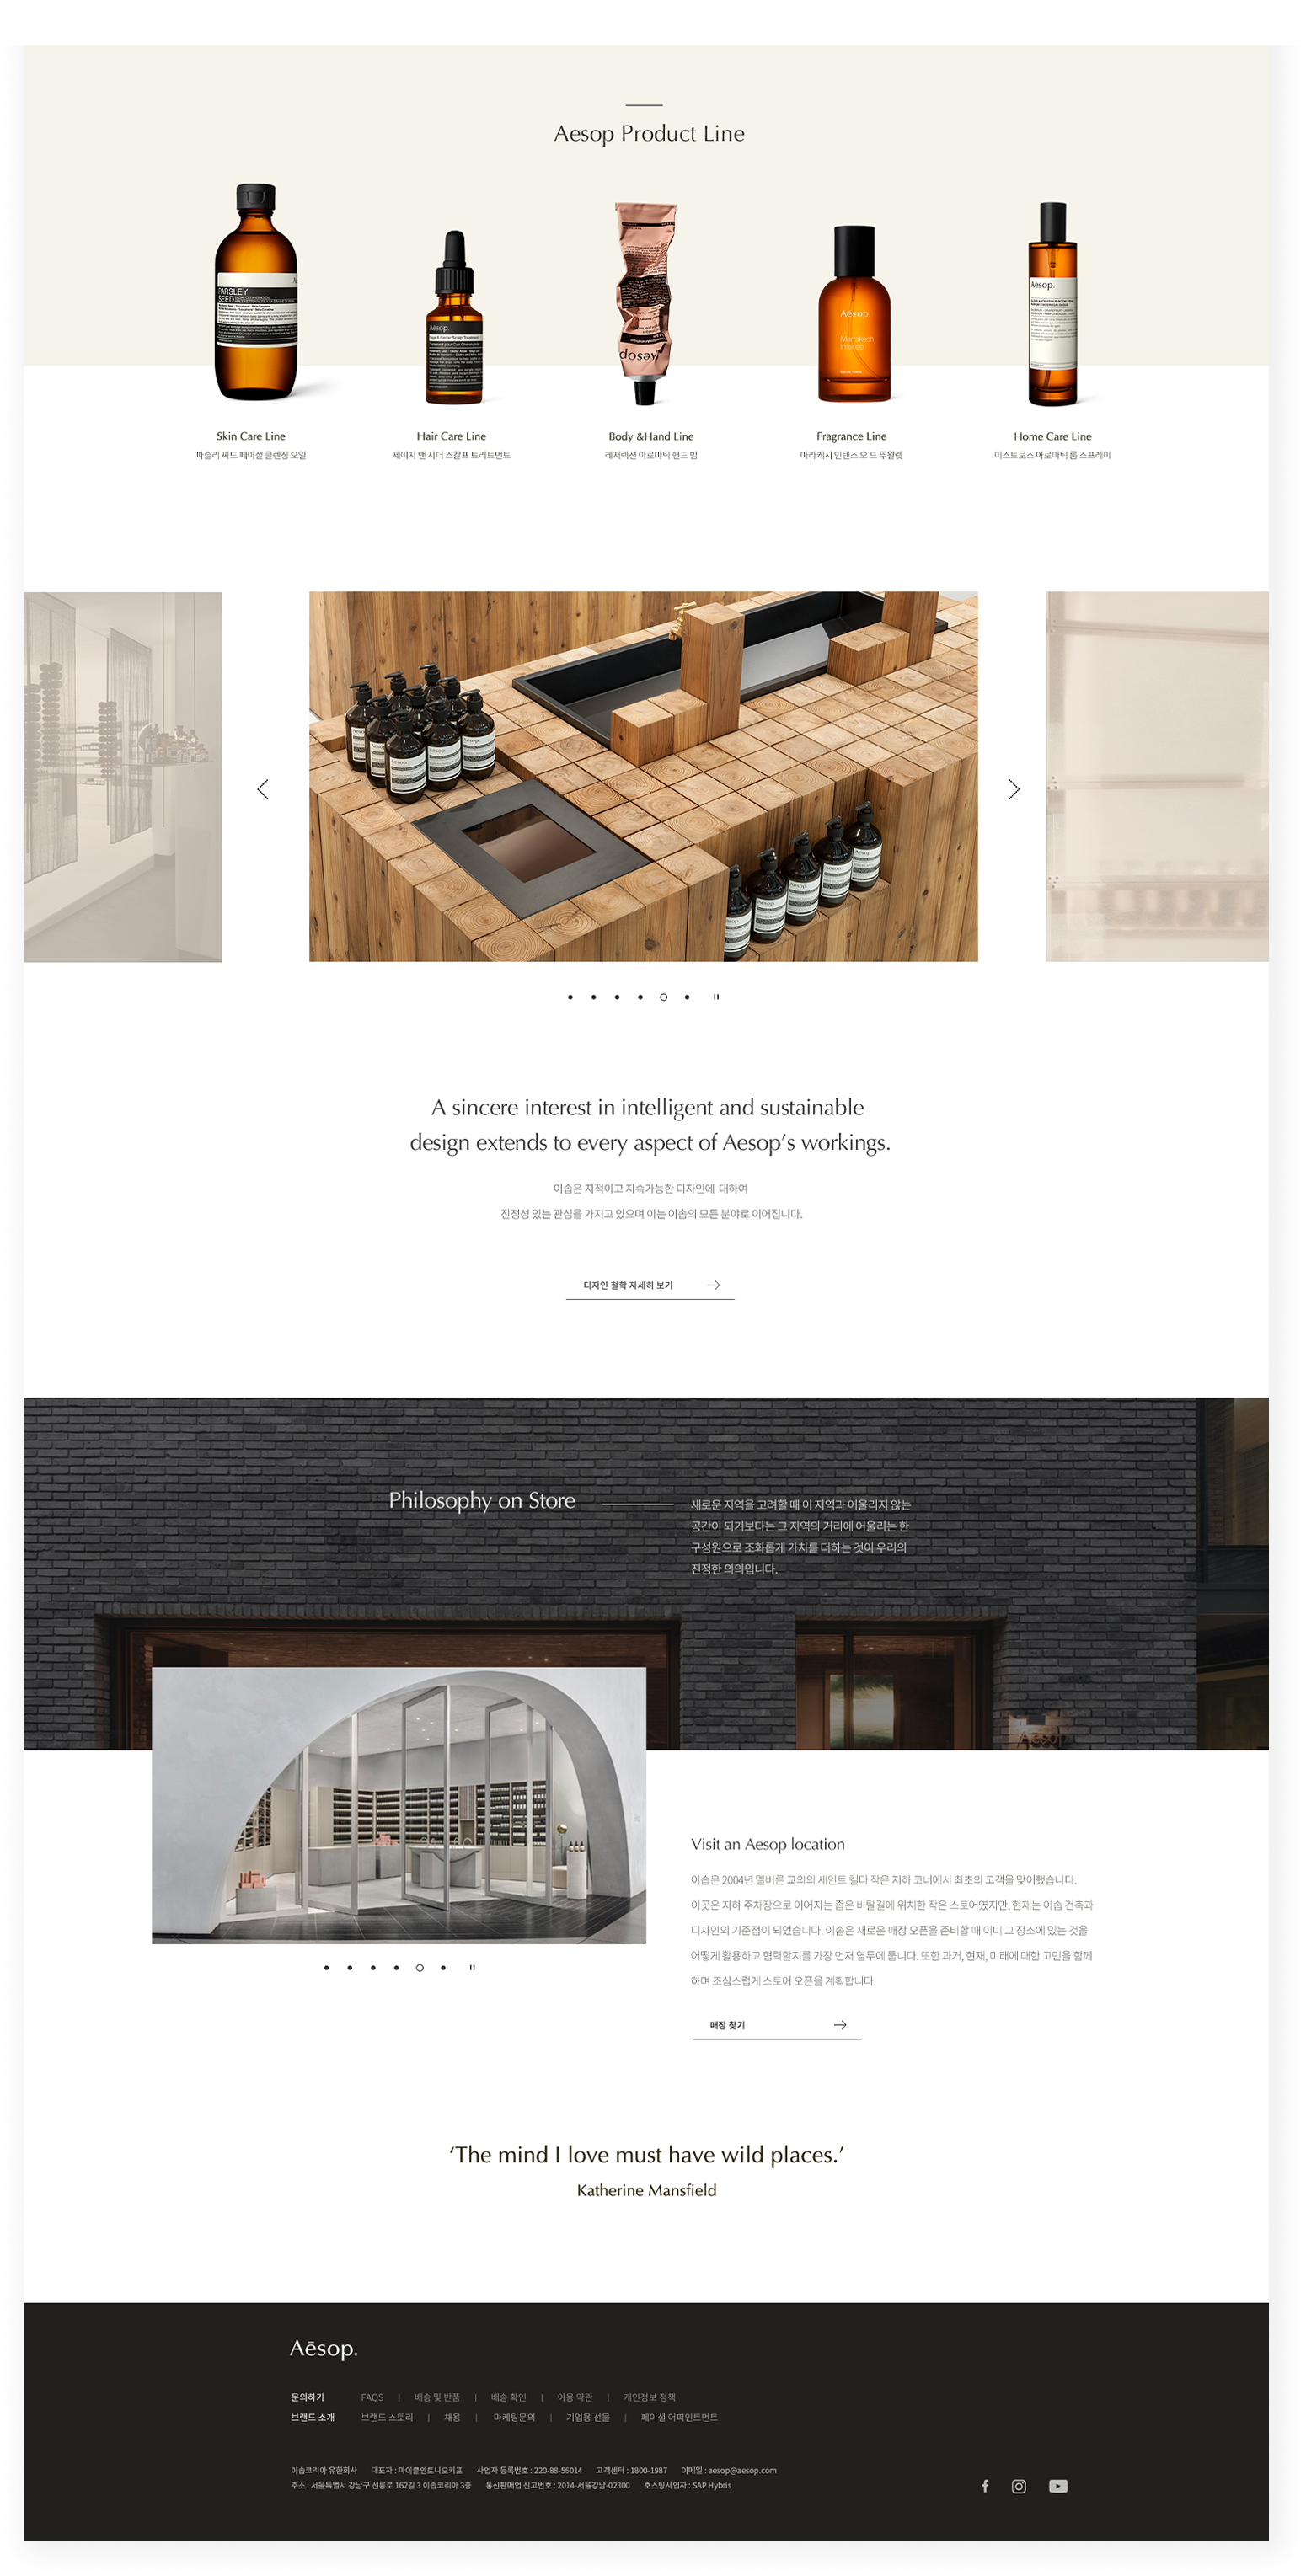 Aesop Product Line
PARSLEY
SEED
Aesop.
Sage & Cedar Scalp Treatment
Aesop.
Aēsop.
Marrakech
Intense
Eau de Toilette
Aesop.
Skin Care Line
Hair Care Line
Body &Hand Line
Fragrance Line
Home Care Line
파슬리 씨드 페이셜 클렌징 오일
세이지 앤 시더 스칼프 트리트먼트
레저렉션 아로마틱 핸드 밤
마라케시 인텐스 오 드 뚜왈렛
이스트로스 아로마틱 룸 스프레이
A sincere interest in intelligent and sustainable
design extends to every aspect of Aesop’s workings.
이솝은 지적이고 지속가능한 디자인에 대하여
진정성 있는 관심을 가지고 있으며 이는 이솝의 모든 분야로 이어집니다.
디자인 철학 자세히 보기
Philosophy on Store
새로운 지역을 고려할 때 이 지역과 어울리지 않는
공간이 되기보다는 그 지역의 거리에 어울리는 한
구성원으로 조화롭게 가치를 더하는 것이 우리의
진정한 의의입니다.
Aesop
Visit an Aesop location
이솝은 2004년 멜버른 교외의 세인트 킬다 작은 지하 코너에서 최초의 고객을 맞이했습니다.
이곳은 지하 주차장으로 이어지는 좁은 비탈길에 위치한 작은 스토어였지만, 현재는 이솝 건축과
디자인의 기준점이 되었습니다. 이솝은 새로운 매장 오픈을 준비할 때 이미 그 장소에 있는 것을
어떻게 활용하고 협력할지를 가장 먼저 염두에 둡니다. 또한 과거, 현재, 미래에 대한 고민을 함께
하며 조심스럽게 스토어 오픈을 계획합니다.
매장 찾기
‘The mind I love must have wild places.’
Katherine Mansfield
Aēsop.
문의하기 FAQS | 배송 및 반품 | 배송 확인 | 이용 약관 | 개인정보 정책
브랜드 소개 브랜드 스토리 | 채용 | 마케팅문의 | 기업용 선물 | 페이셜 어퍼인트먼트
이솝코리아 유한회사 대표자 : 마이클안토니오키프 사업자 등록번호 : 220-88-56014 고객센터 : 1800-1987 이메일 : aesop@aesop.com
주소 : 서울특별시 강남구 선릉로 162길 3 이솝코리아 3층 통신판매업 신고번호 : 2014-서울강남-02300 호스팅사업자 : SAP Hybris